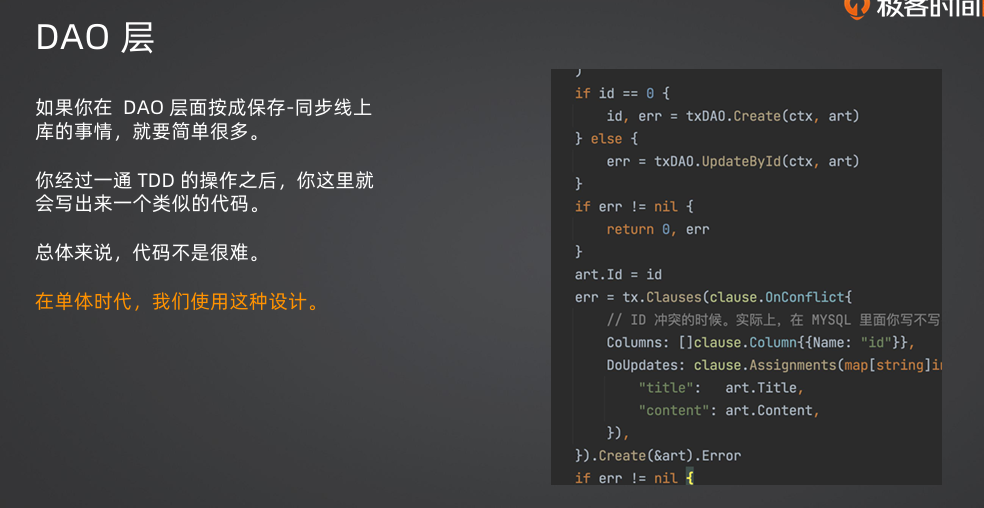 极客时间
DAO 层
如果你在 DAO 层面按成保存-同步线上
库的事情，就要简单很多。
你经过一通 TDD 的操作之后，你这里就
会写出来一个类似的代码。
总体来说，代码不是很难。
在单体时代，我们使用这种设计。
)
if id == 0 {
id, err = txDAO.Create(ctx, art)
} else {
err = txDAO.UpdateById(ctx, art)
}
if err != nil {
return 0, err
}
art.Id = id
err = tx.Clauses(clause.OnConflict{
// ID 冲突的时候。实际上，在 MYSQL 里面你写不写
Columns: []clause.Column{{Name: "id"}},
DoUpdates: clause.Assignments(map[string]in
"title": art.Title,
"content": art.Content,
}),
}).Create(&art).Error
if err != nil {